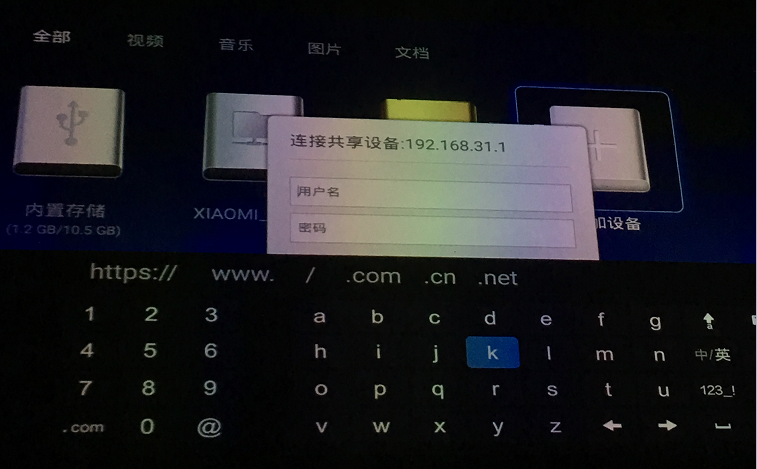 全部 视频 音乐 图片 文档
连接共享设备:192.168.31.1
用户名
密码
内置存储
(1.2 GB/10.5 GB)
XIAOMI_
加设备
https:// www. / .com .cn .net
1 2 3 a b c d e f g a
4 5 6 h i j k l m n 中/英
7 8 9 o p q r s t u 123_!
.com 0 @ v w x y z